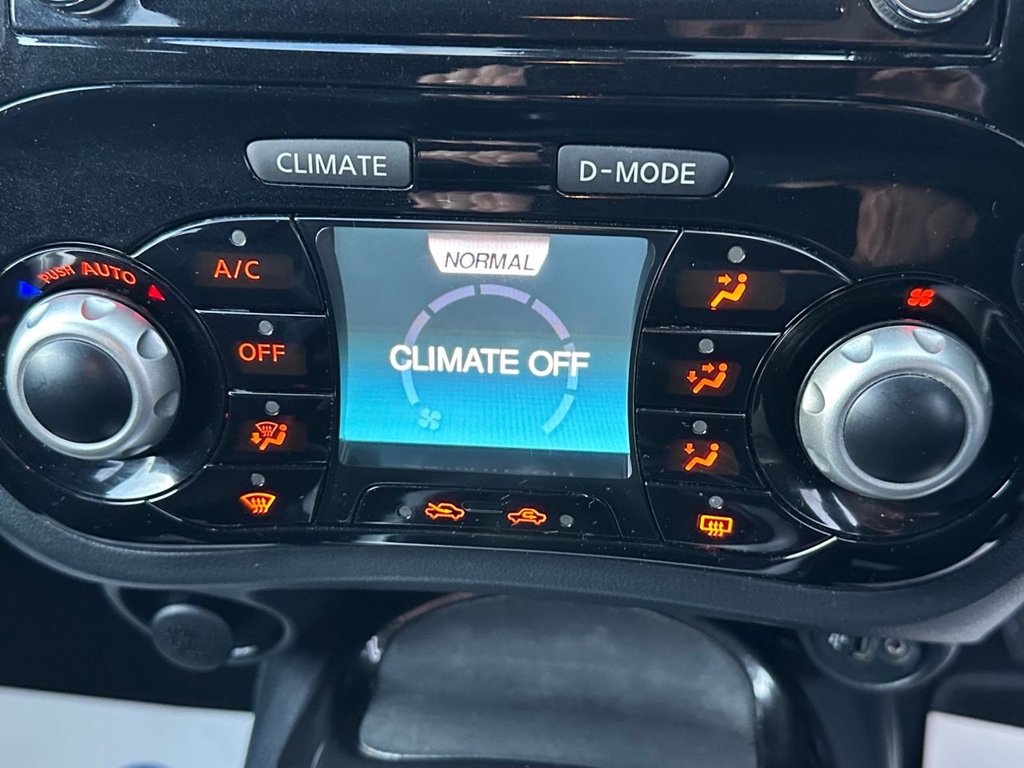 CLIMATE
D-MODE
PUSH AUTO
A/C
NORMAL
OFF
CLIMATE OFF